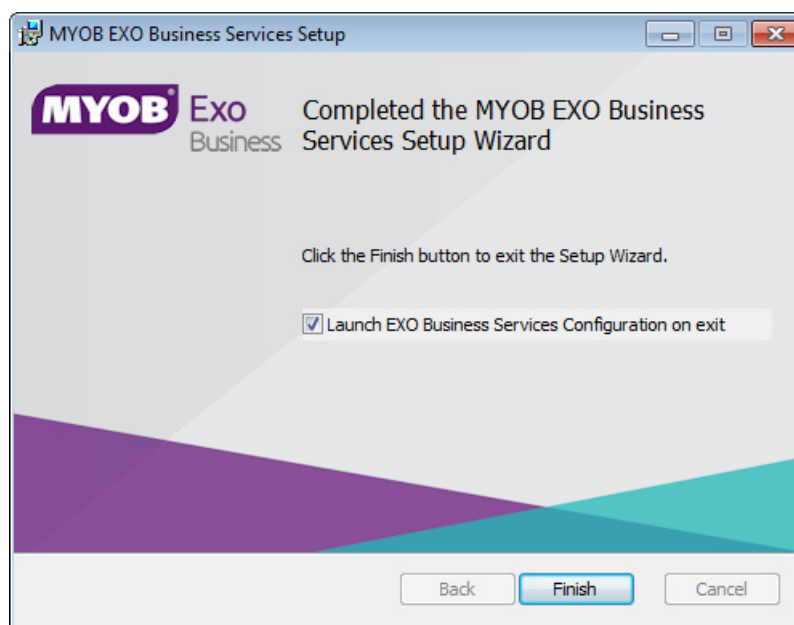 MYOB EXO Business Services Setup
MYOB® Exo
Business
Completed the MYOB EXO Business
Services Setup Wizard
Click the Finish button to exit the Setup Wizard.
Launch EXO Business Services Configuration on exit
Back Finish Cancel